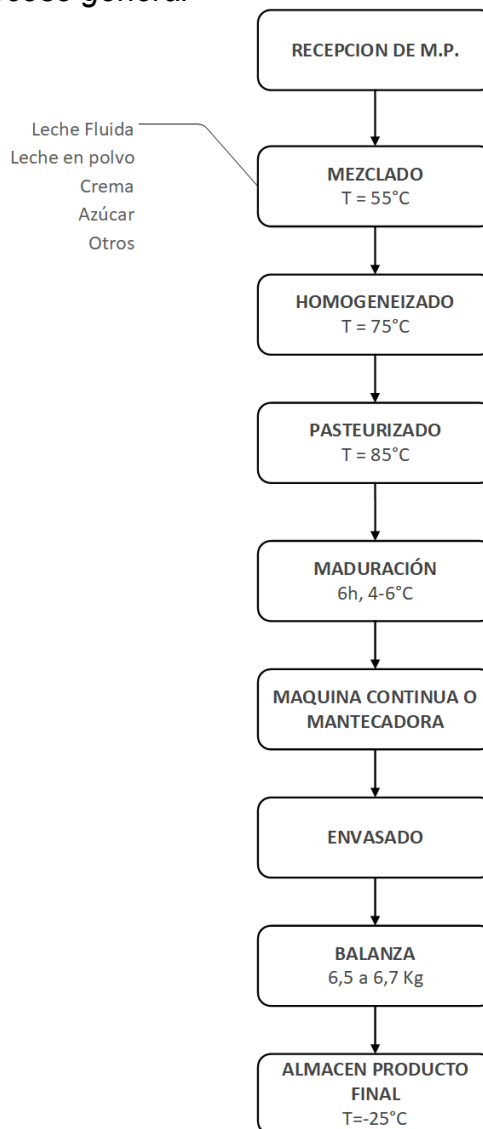 general
RECEPCION DE M.P.
Leche Fluida
Leche en polvo
Crema
Azúcar
Otros
MEZCLADO
T = 55°C
HOMOGENEIZADO
T = 75°C
PASTEURIZADO
T = 85°C
MADURACIÓN
6h, 4-6°C
MAQUINA CONTINUA O
MANTECADORA
ENVASADO
BALANZA
6,5 a 6,7 Kg
ALMACEN PRODUCTO
FINAL
T=-25°C